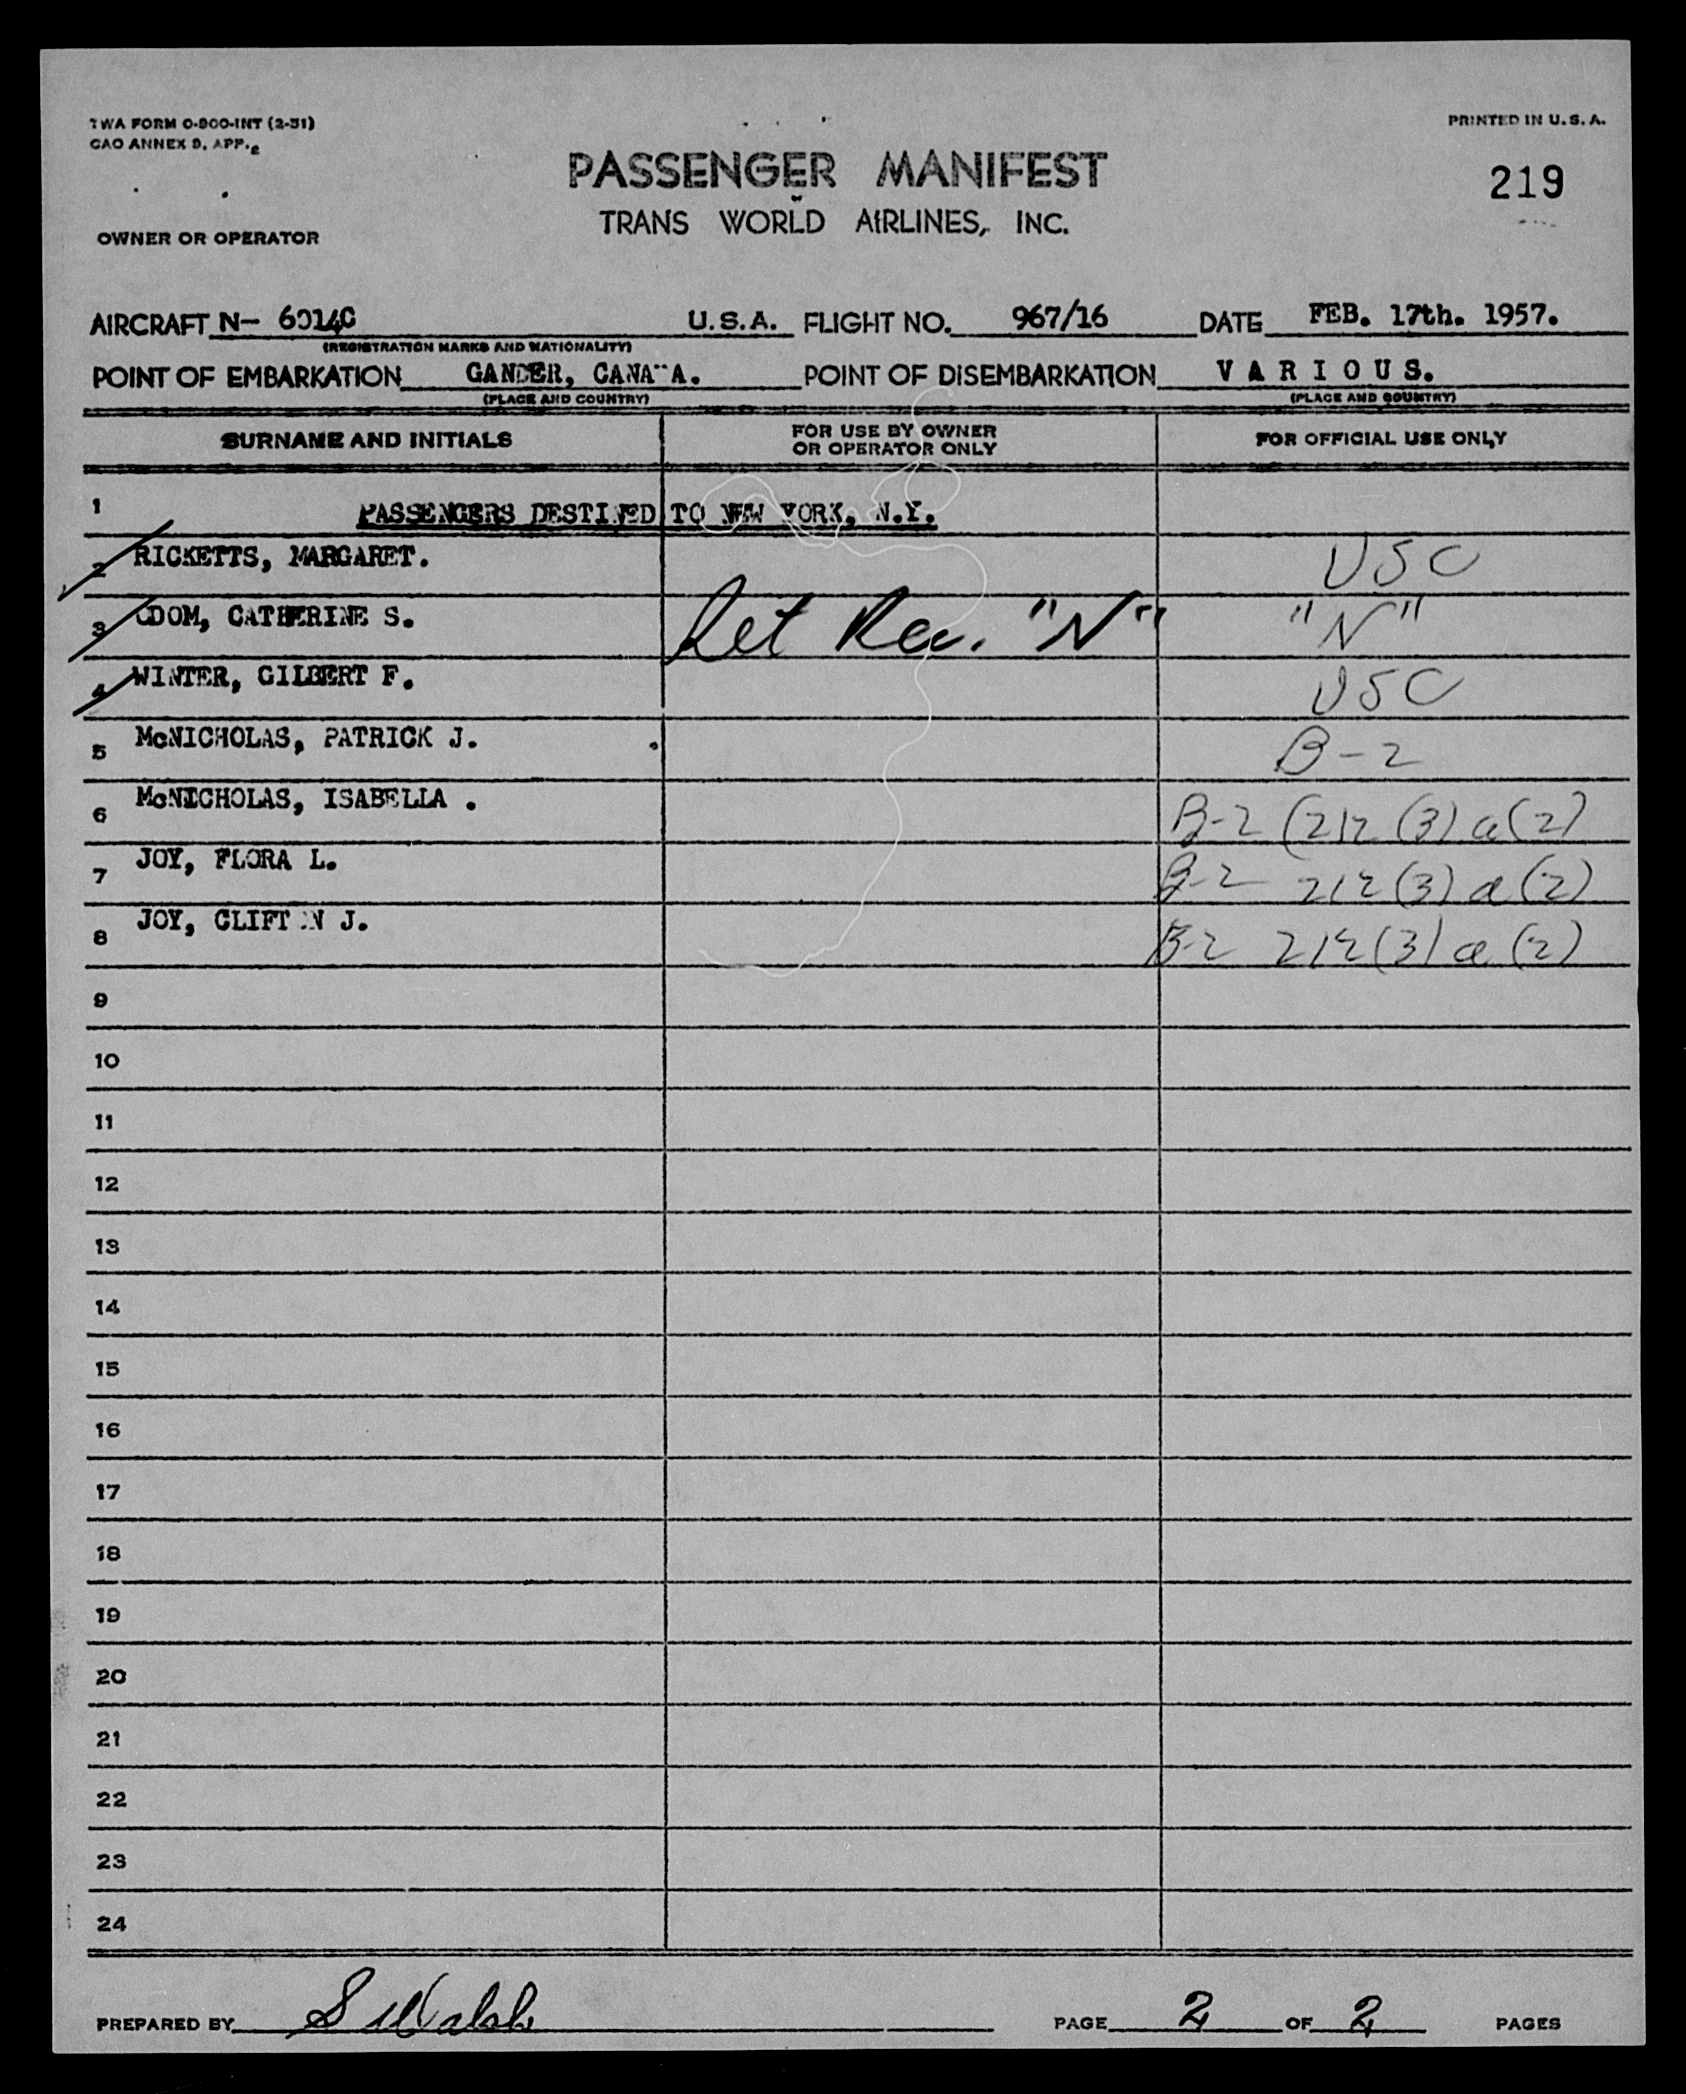 TWA FORM O-900-INT (2-51)
CAO ANNEX 9, APP. 2
PRINTED IN U.S.A.
PASSENGER MANIFEST
219
TRANS WORLD AIRLINES, INC.
OWNER OR OPERATOR
AIRCRAFT N- 6014C U.S.A. FLIGHT NO. 967/16 DATE FEB. 17th. 1957.
(REGISTRATION MARKS AND NATIONALITY)
POINT OF EMBARKATION GANDER, CANA A. POINT OF DISEMBARKATION V A R I O U S.
(PLACE AND COUNTRY) (PLACE AND COUNTRY)
SURNAME AND INITIALS FOR USE BY OWNER OR OPERATOR ONLY FOR OFFICIAL USE ONLY
1 PASSENGERS DESTINED TO NEW YORK, N.Y.
2 RICKETTS, MARGARET. USC
3 ODOM, CATHERINE S. Ret Rec. "N" "N"
4 WINTER, GILBERT F. USC
5 McNICHOLAS, PATRICK J. B-2
6 McNICHOLAS, ISABELLA . B-2 (212 (3) a (2)
7 JOY, FLORA L. B-2 212 (3) a (2)
8 JOY, CLIFT N J. B-2 212 (3) a (2)
9
10
11
12
13
14
15
16
17
18
19
20
21
22
23
24
PREPARED BY S Walsh PAGE 2 OF 2 PAGES